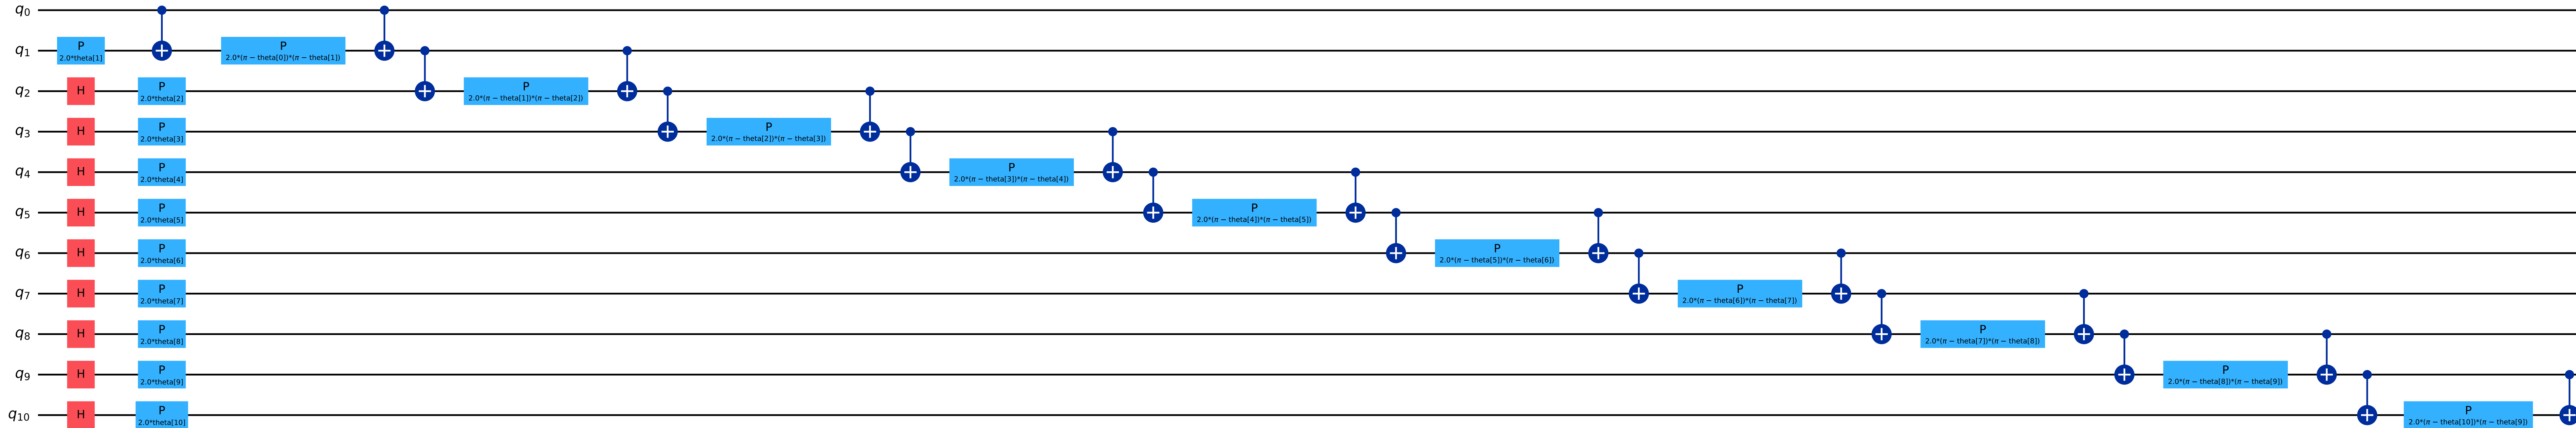 q0
q1
P
2.0*theta[1]
P
2.0*(π − theta[0])*(π − theta[1])
q2
H
P
2.0*theta[2]
P
2.0*(π − theta[1])*(π − theta[2])
q3
H
P
2.0*theta[3]
P
2.0*(π − theta[2])*(π − theta[3])
q4
H
P
2.0*theta[4]
P
2.0*(π − theta[3])*(π − theta[4])
q5
H
P
2.0*theta[5]
P
2.0*(π − theta[4])*(π − theta[5])
q6
H
P
2.0*theta[6]
P
2.0*(π − theta[5])*(π − theta[6])
q7
H
P
2.0*theta[7]
P
2.0*(π − theta[6])*(π − theta[7])
q8
H
P
2.0*theta[8]
P
2.0*(π − theta[7])*(π − theta[8])
q9
H
P
2.0*theta[9]
P
2.0*(π − theta[8])*(π − theta[9])
q10
H
P
2.0*theta[10]
P
2.0*(π − theta[10])*(π − theta[9])